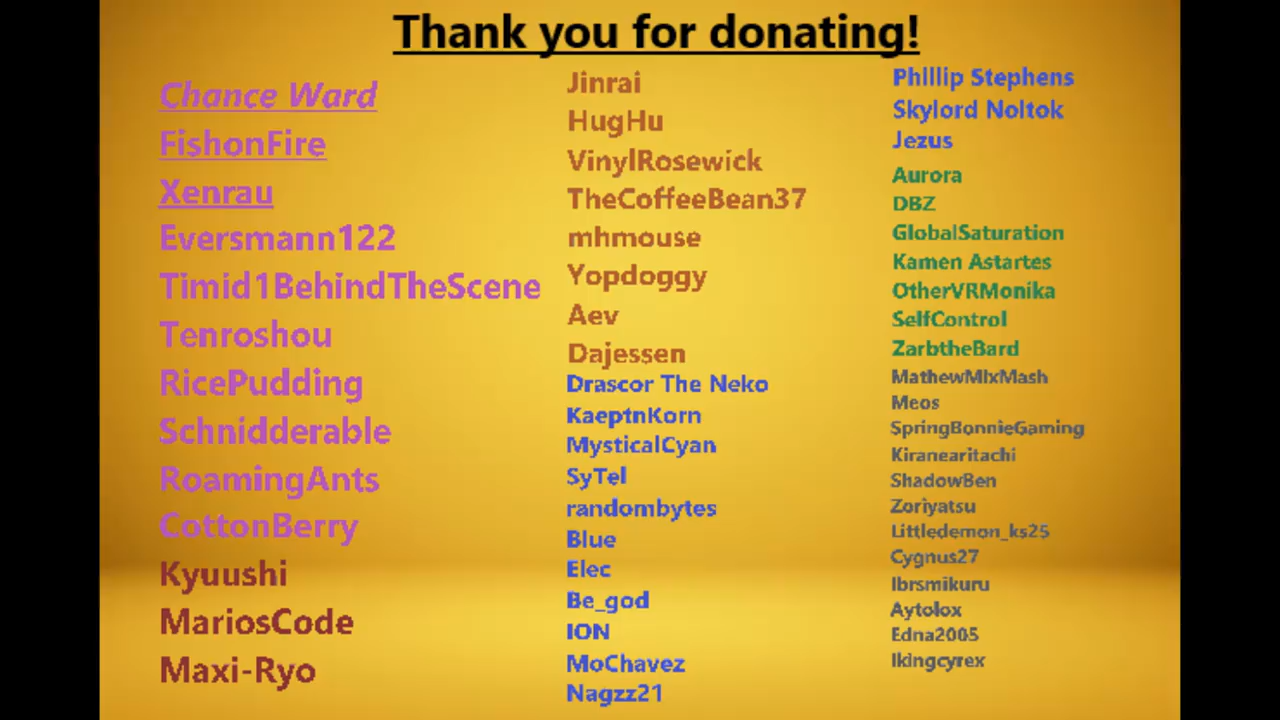 Thank you for donating!
Chance Ward
FishonFire
Xenrau
Eversmann122
Timid1BehindTheScene
Tenroshou
RicePudding
Schnidderable
RoamingAnts
CottonBerry
Kyuushi
MariosCode
Maxi-Ryo
Jinrai
HugHu
VinylRosewick
TheCoffeeBean37
mhmouse
Yopdoggy
Aev
Dajessen
Drascor The Neko
KaeptnKorn
MysticalCyan
SyTel
randombytes
Blue
Elec
Be_god
ION
MoChavez
Nagzz21
Phillip Stephens
Skylord Noltok
Jezus
Aurora
DBZ
GlobalSaturation
Kamen Astartes
OtherVRMonika
SelfControl
ZarbtheBard
MathewMIxMash
Meos
SpringBonnieGaming
Kiranearitachi
ShadowBen
Zoriyatsu
Littledemon_ks25
Cygnus27
Ibrsmikuru
Aytolox
Edna2005
Ikingcyrex